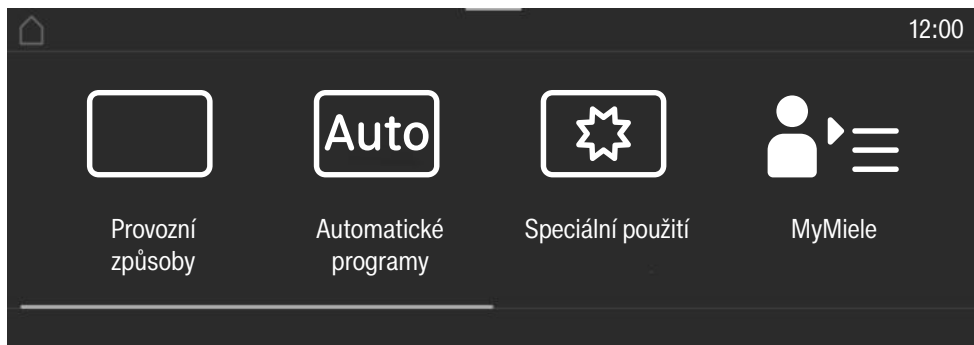 12:00
Auto
Provozní
způsoby
Automatické
programy
Speciální použití
MyMiele